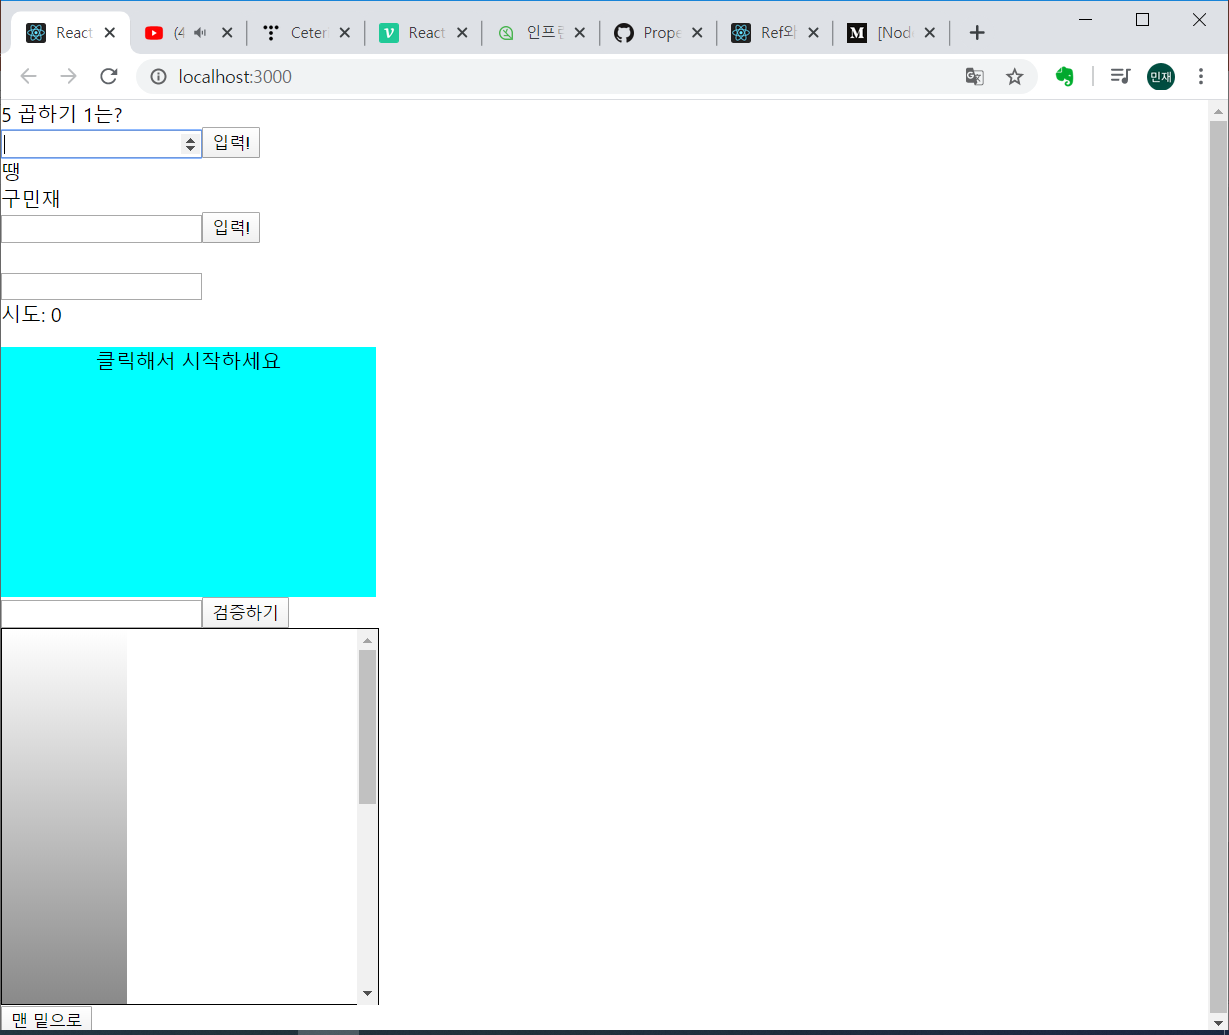 React
(4
Ceter
React
인프런
Prope
Ref와
[Nod
localhost:3000
민재
5 곱하기 1는?
입력!
땡
구민재
입력!
시도: 0
클릭해서 시작하세요
검증하기
맨 밑으로